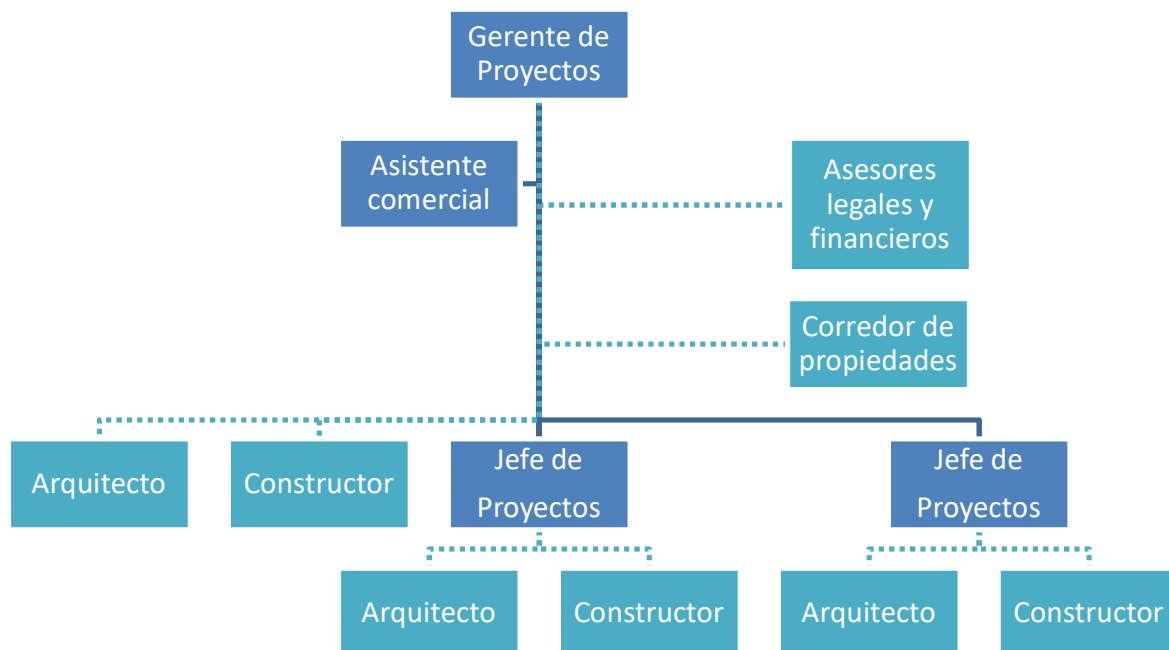 Gerente de
Proyectos
Asistente
comercial
Asesores
legales y
financieros
Corredor de
propiedades
Arquitecto
Constructor
Jefe de
Proyectos
Jefe de
Proyectos
Arquitecto
Constructor
Arquitecto
Constructor